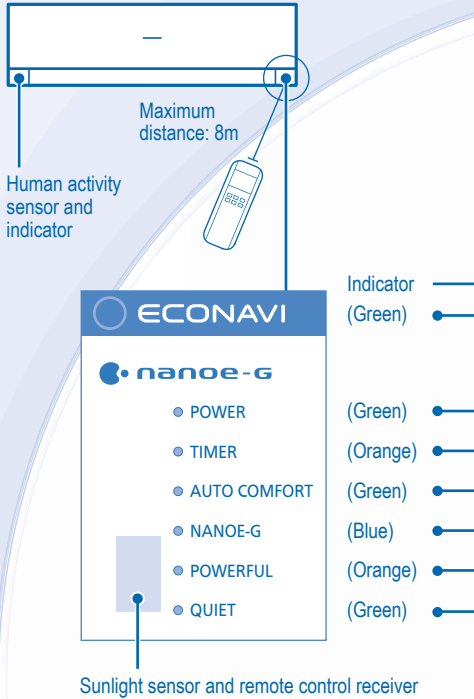 Maximum
distance: 8m
Human activity
sensor and
indicator
Indicator
ECONAVI (Green)
nanoe-G
POWER (Green)
TIMER (Orange)
AUTO COMFORT (Green)
NANOE-G (Blue)
POWERFUL (Orange)
QUIET (Green)
Sunlight sensor and remote control receiver